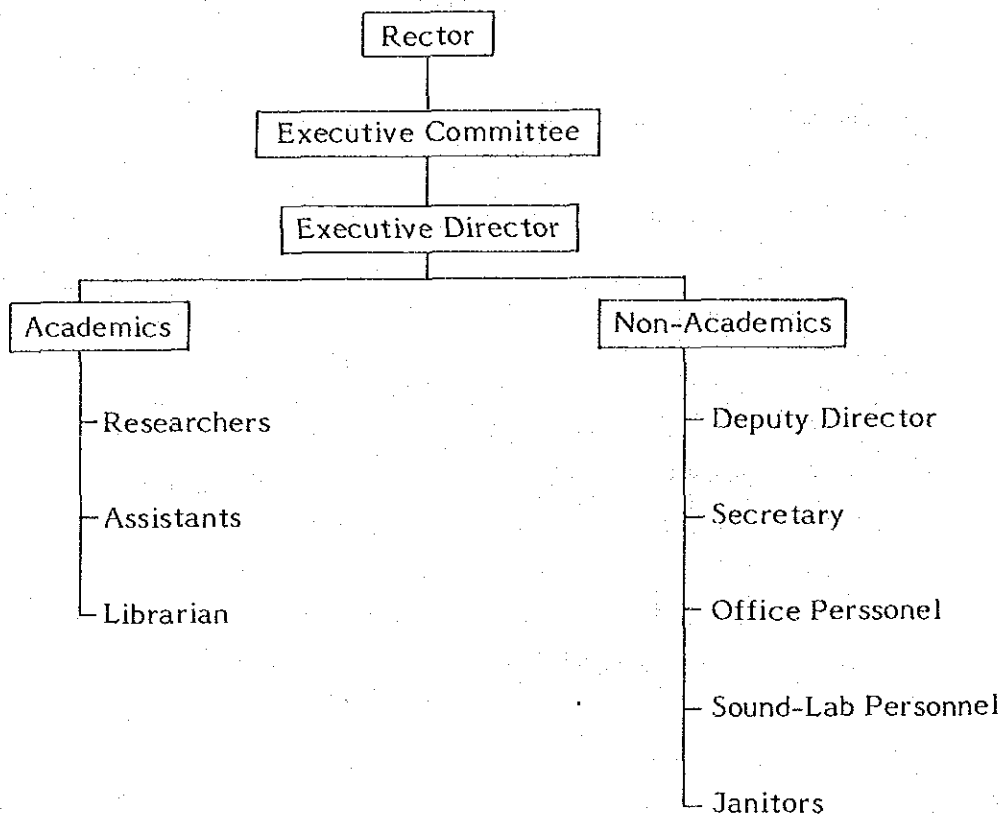 Rector
Executive Committee
Executive Director
Academics
Researchers
Assistants
Librarian
Non-Academics
Deputy Director
Secretary
Office Perssonel
Sound-Lab Personnel
Janitors